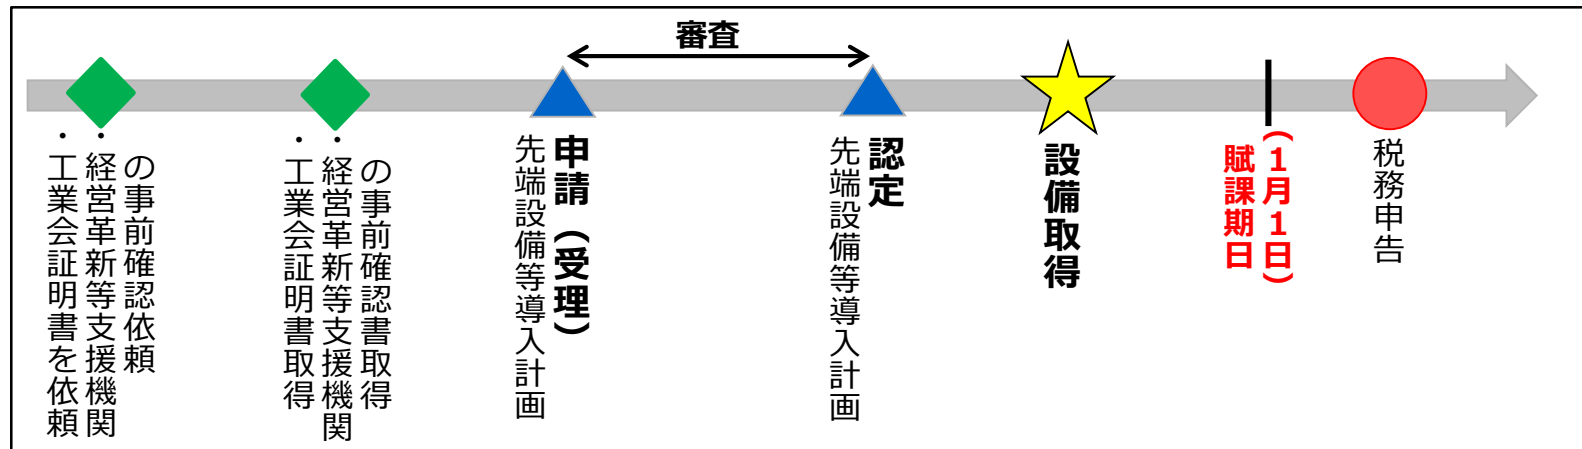 審査
・工業会証明書を依頼
・経営革新等支援機関
の事前確認依頼
・工業会証明書取得
・経営革新等支援機関
の事前確認書取得
先端設備等導入計画
申請（受理）
先端設備等導入計画
認定
設備取得
賦課期日
（１月１日）
税務申告